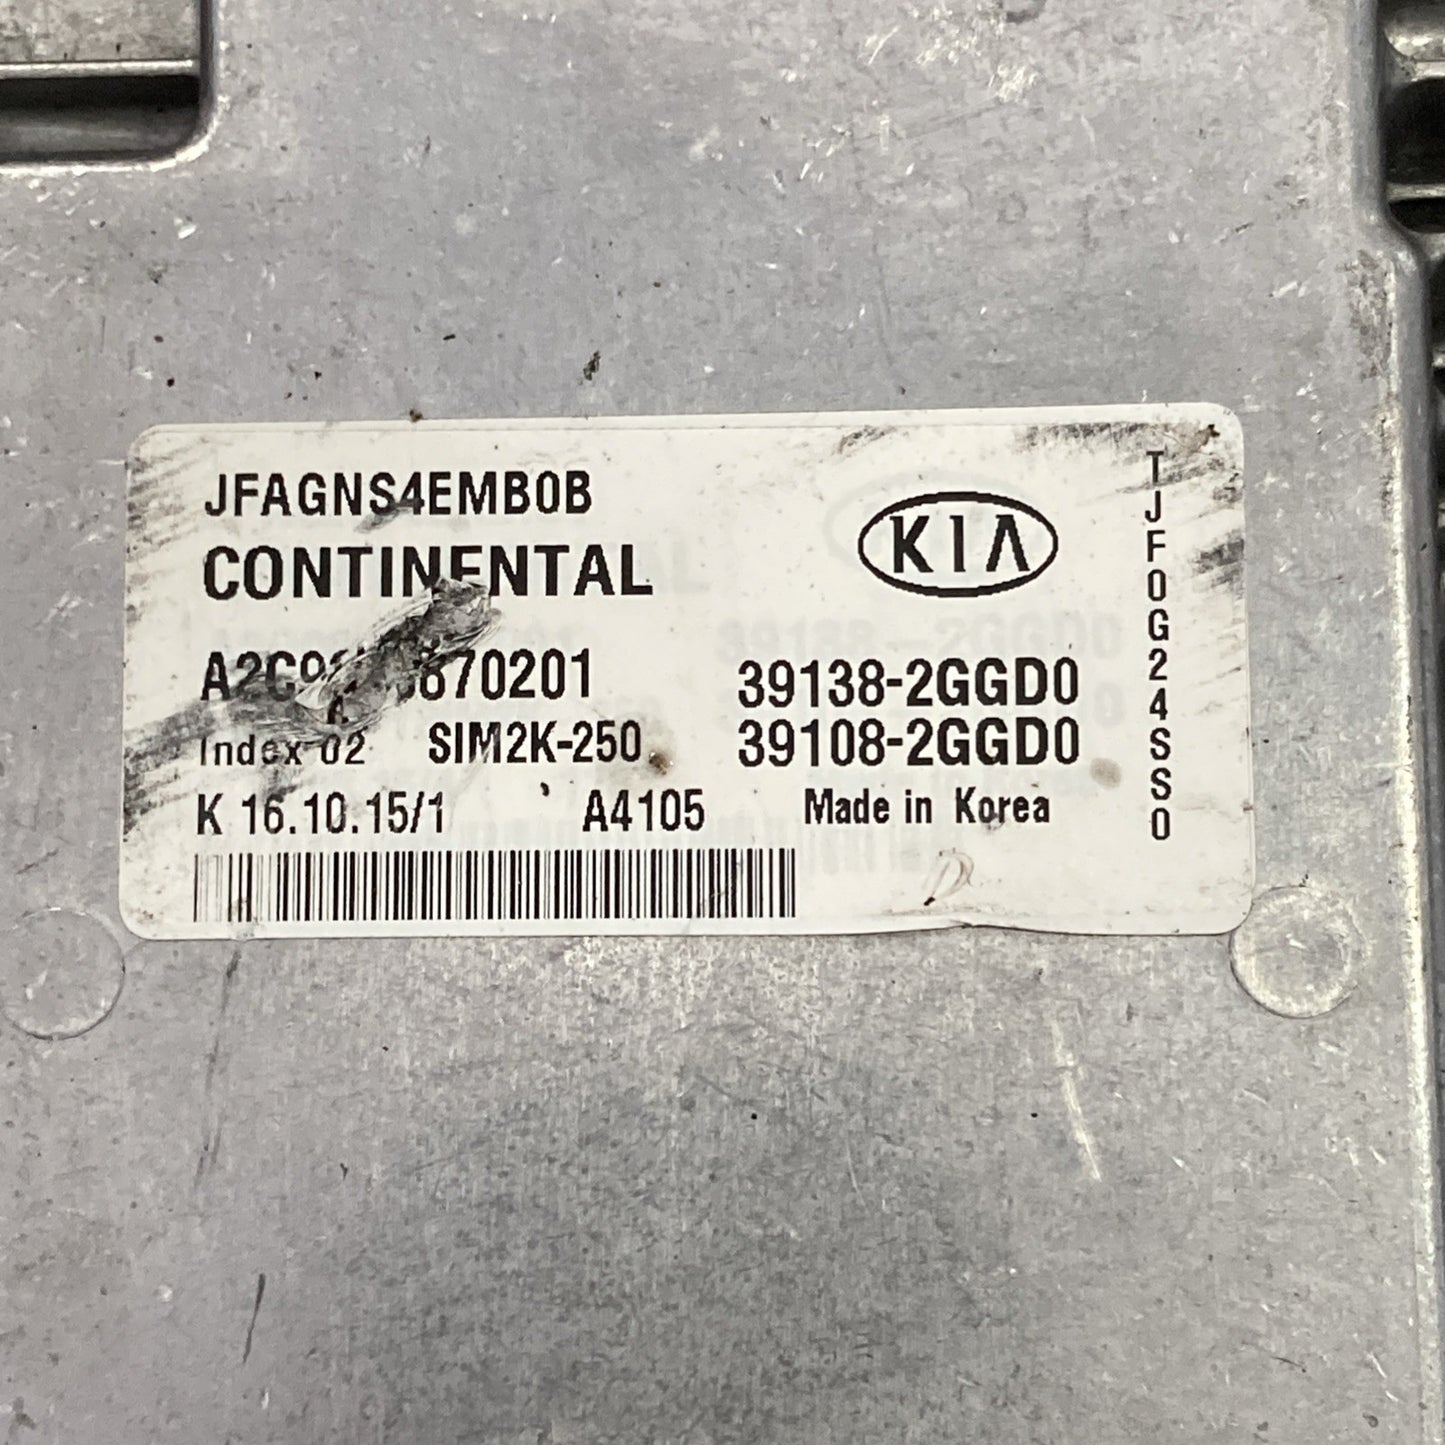 JFAGNS4EMB0B
CONTINENTAL
KIA
39138-2GGD0
Index 02 SIM2K-250 39108-2GGD0
K 16.10.15/1 A4105 Made in Korea
TJF0G24SS0